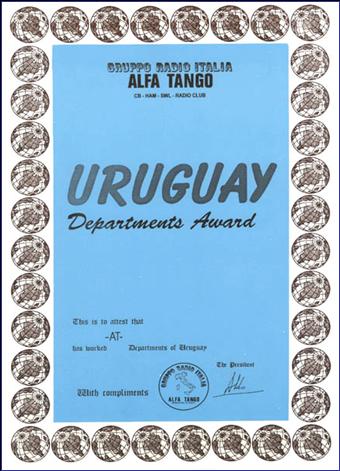 GRUPPO RADIO ITALIA
ALFA TANGO
CB - HAM - SWL - RADIO CLUB
URUGUAY
Departments Award
This is to attest that
-AT-
has worked Departments of Uruguay
The President
With compliments
GRUPPO RADIO ITALIA
ALFA TANGO